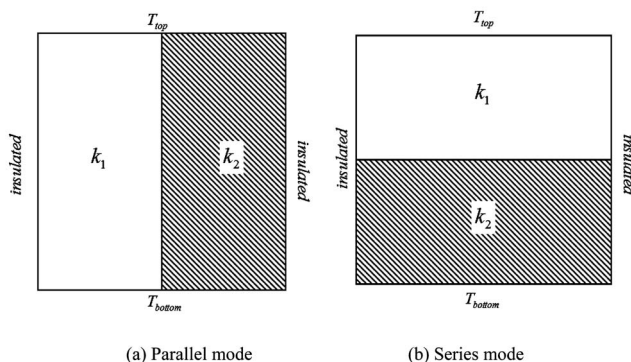 T_top
insulated
k_1
k_2
insulated
T_bottom
(a) Parallel mode
T_top
insulated
k_1
k_2
insulated
T_bottom
(b) Series mode